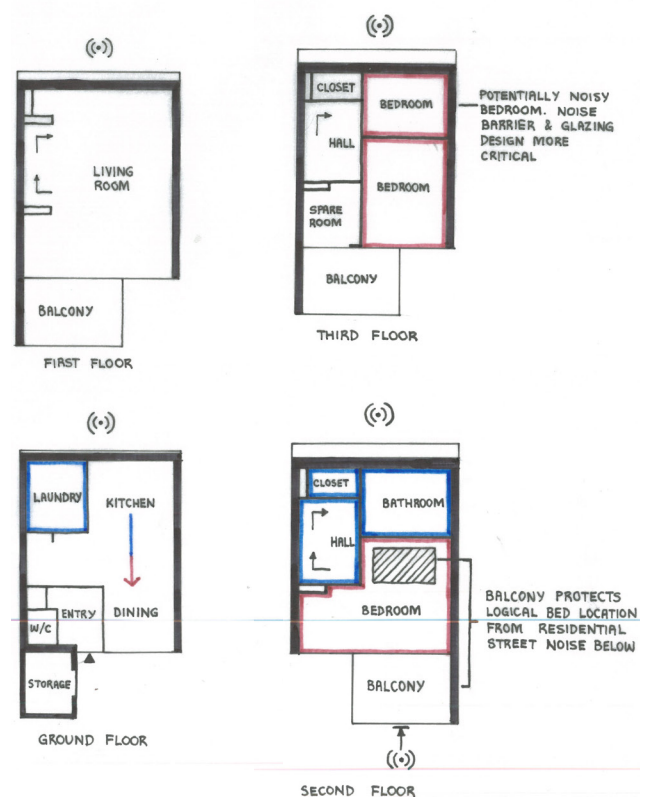 LIVING
ROOM
BALCONY
FIRST FLOOR
CLOSET
BEDROOM
HALL
BEDROOM
SPARE
ROOM
BALCONY
THIRD FLOOR
POTENTIALLY NOISY
BEDROOM. NOISE
BARRIER & GLAZING
DESIGN MORE
CRITICAL
LAUNDRY
KITCHEN
ENTRY
DINING
W/C
STORAGE
GROUND FLOOR
CLOSET
BATHROOM
HALL
BEDROOM
BALCONY
SECOND FLOOR
BALCONY PROTECTS
LOGICAL BED LOCATION
FROM RESIDENTIAL
STREET NOISE BELOW